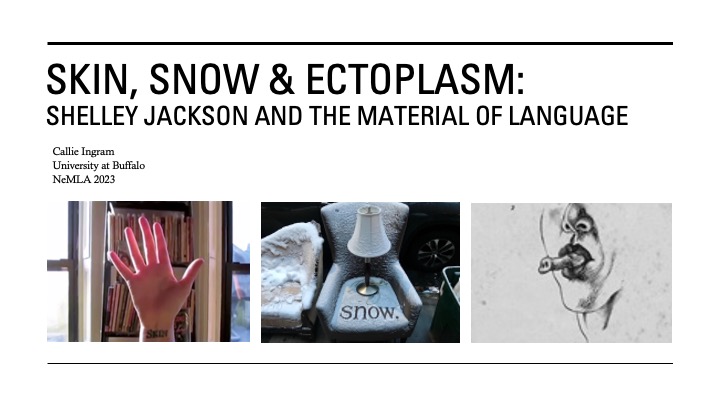 SKIN, SNOW & ECTOPLASM:
SHELLEY JACKSON AND THE MATERIAL OF LANGUAGE
Callie Ingram
University at Buffalo
NeMLA 2023
SKIN
snow.